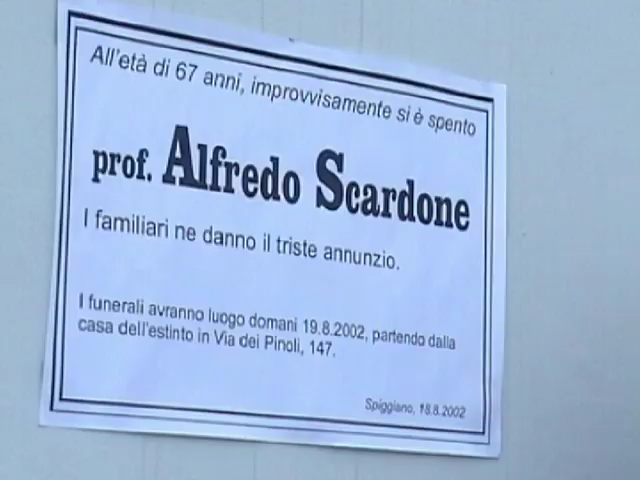 All'età di 67 anni, improvvisamente si è spento
prof. Alfredo Scardone
I familiari ne danno il triste annunzio.
I funerali avranno luogo domani 19.8.2002, partendo dalla
casa dell'estinto in Via dei Pinoli, 147.
Spiggiano, 18.8.2002